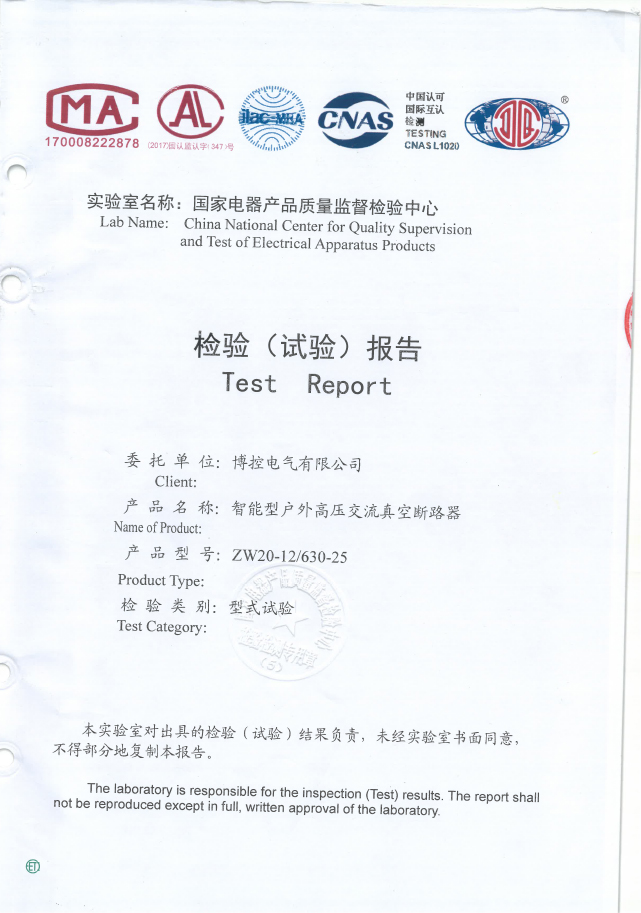 MA
170008222878
AL
(2017)国认监认字(347)号
ilac-MRA
CNAS
中国认可
国际互认
检测
TESTING
CNAS L1020
®
实验室名称：国家电器产品质量监督检验中心
Lab Name: China National Center for Quality Supervision
and Test of Electrical Apparatus Products
检验（试验）报告
Test Report
委托单位：博控电气有限公司
Client:
产品名称：智能型户外高压交流真空断路器
Name of Product:
产品型号：ZW20-12/630-25
Product Type:
检验类别：型式试验
Test Category:
(5)
本实验室对出具的检验（试验）结果负责，未经实验室书面同意，
不得部分地复制本报告。
The laboratory is responsible for the inspection (Test) results. The report shall
not be reproduced except in full, written approval of the laboratory.
ET